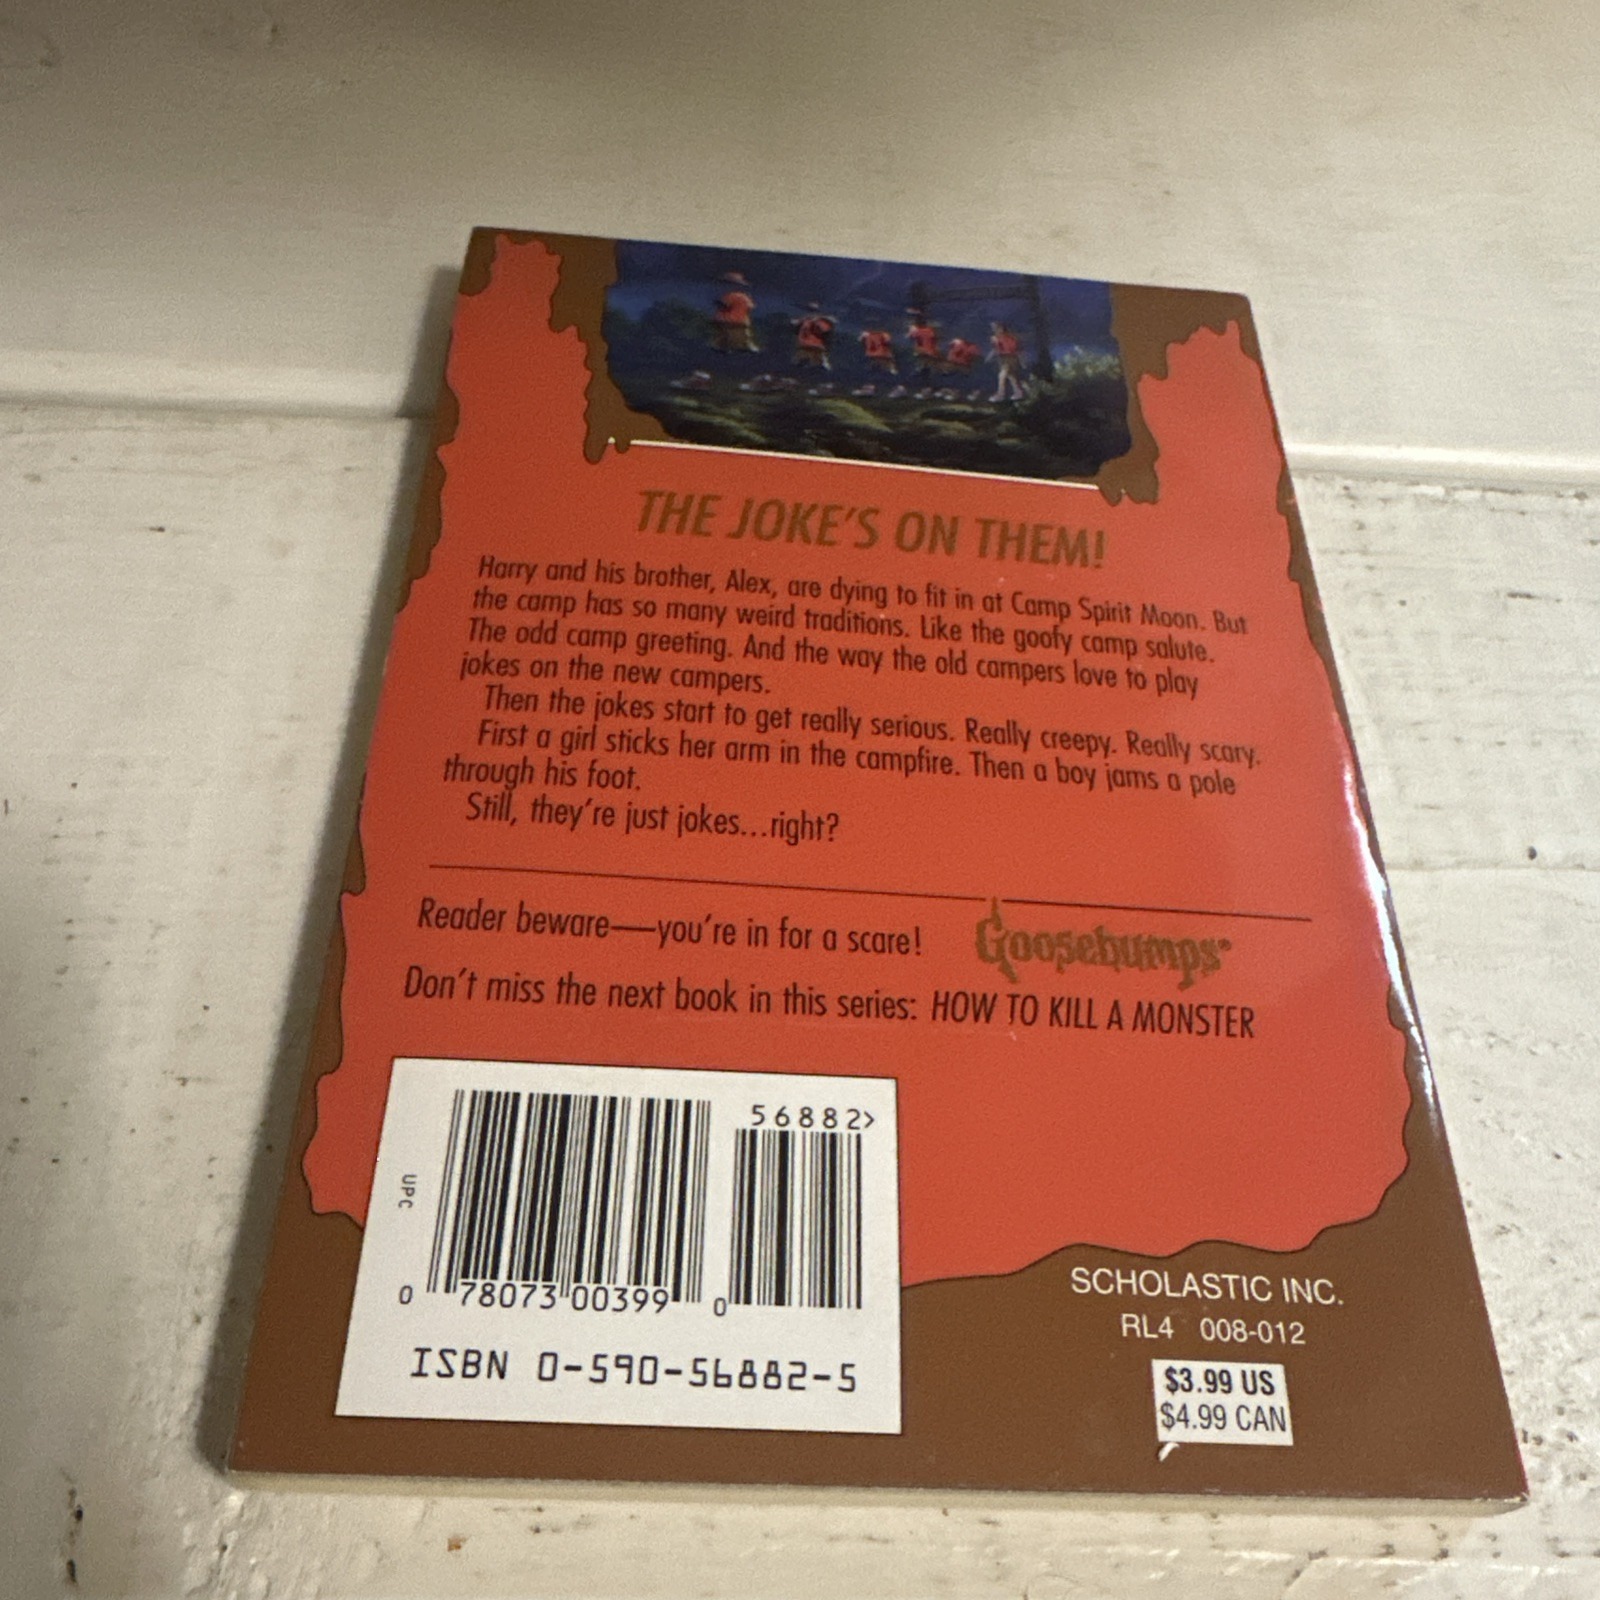 THE JOKE'S ON THEM!
Harry and his brother, Alex, are dying to fit in at Camp Spirit Moon. But
the camp has so many weird traditions. Like the goofy camp salute.
The odd camp greeting. And the way the old campers love to play
jokes on the new campers.
Then the jokes start to get really serious. Really creepy. Really scary.
First a girl sticks her arm in the campfire. Then a boy jams a pole
through his foot.
Still, they're just jokes...right?
Reader beware—you're in for a scare! Goosebumps®
Don't miss the next book in this series: HOW TO KILL A MONSTER
56882>
UPC
0 78073 00399 0
ISBN 0-590-56882-5
SCHOLASTIC INC.
RL4 008-012
$3.99 US
$4.99 CAN